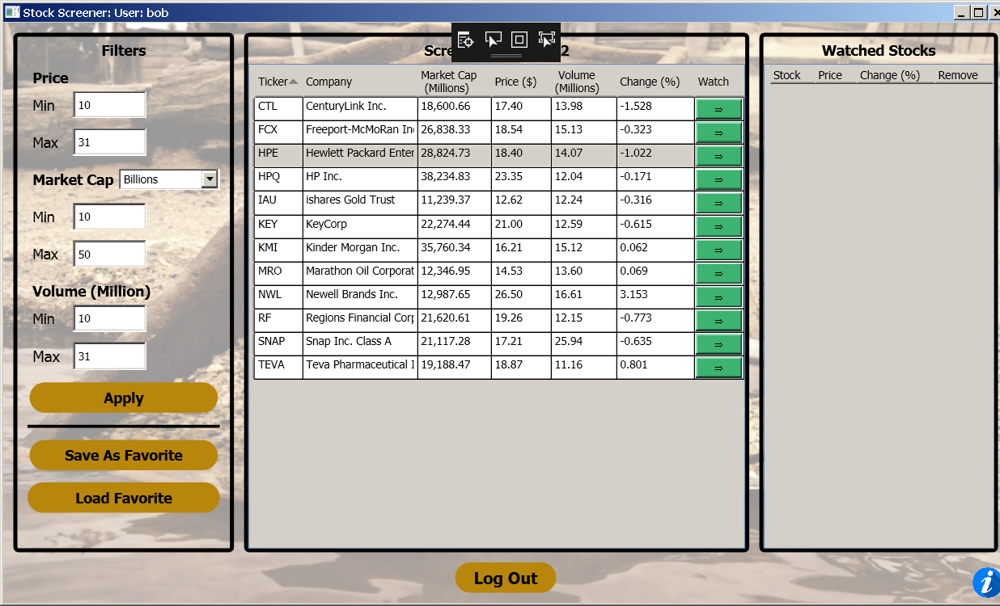 Stock Screener: User: bob
Filters
Price
Min 10
Max 31
Market Cap Billions
Min 10
Max 50
Volume (Million)
Min 10
Max 31
Apply
Save As Favorite
Load Favorite
2
Ticker Company Market Cap (Millions) Price ($) Volume (Millions) Change (%) Watch
CTL CenturyLink Inc. 18,600.66 17.40 13.98 -1.528 ⇒
FCX Freeport-McMoRan In 26,838.33 18.54 15.13 -0.323 ⇒
HPE Hewlett Packard Enter 28,824.73 18.40 14.07 -1.022 ⇒
HPQ HP Inc. 38,234.83 23.35 12.04 -0.171 ⇒
IAU ishares Gold Trust 11,239.37 12.62 12.24 -0.316 ⇒
KEY KeyCorp 22,274.44 21.00 12.59 -0.615 ⇒
KMI Kinder Morgan Inc. 35,760.34 16.21 15.12 0.062 ⇒
MRO Marathon Oil Corporat 12,346.95 14.53 13.60 0.069 ⇒
NWL Newell Brands Inc. 12,987.65 26.50 16.61 3.153 ⇒
RF Regions Financial Corp 21,620.61 19.26 12.15 -0.773 ⇒
SNAP Snap Inc. Class A 21,117.28 17.21 25.94 -0.635 ⇒
TEVA Teva Pharmaceutical I 19,188.47 18.87 11.16 0.801 ⇒
Watched Stocks
Stock Price Change (%) Remove
Log Out
i